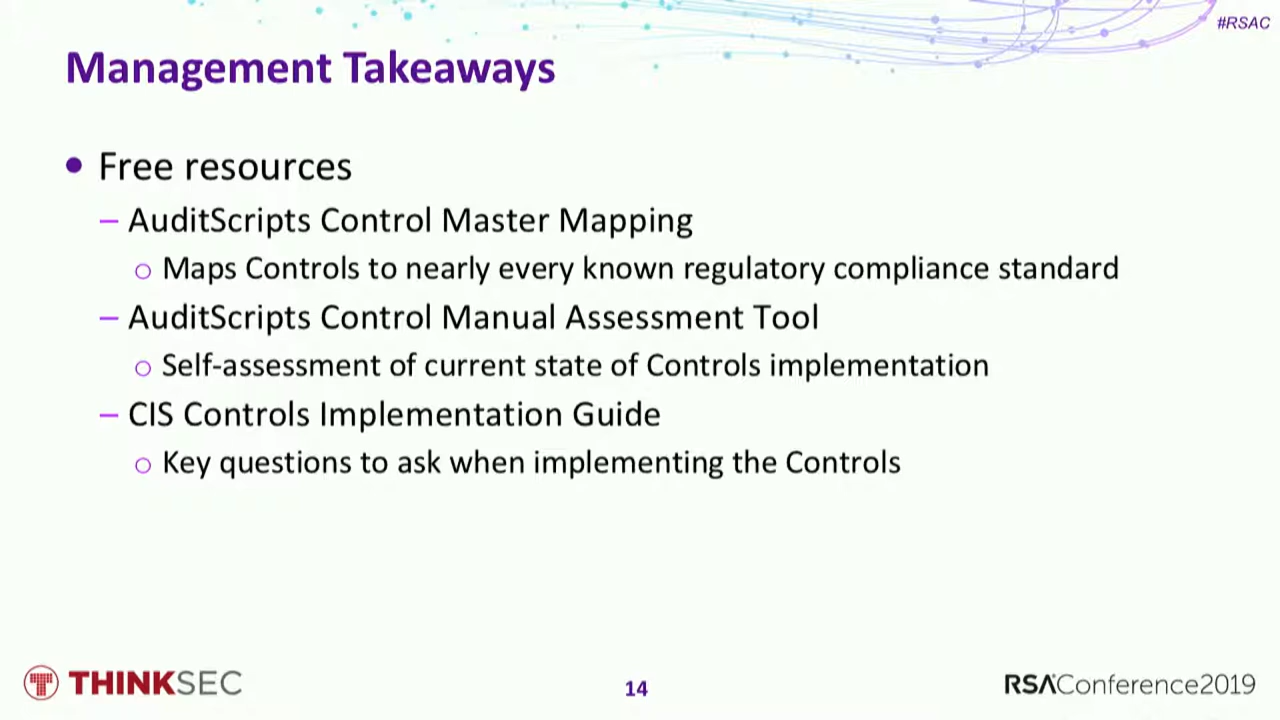 #RSAC
Management Takeaways
• Free resources
– AuditScripts Control Master Mapping
o Maps Controls to nearly every known regulatory compliance standard
– AuditScripts Control Manual Assessment Tool
o Self-assessment of current state of Controls implementation
– CIS Controls Implementation Guide
o Key questions to ask when implementing the Controls
THINKSEC
14
RSAConference2019